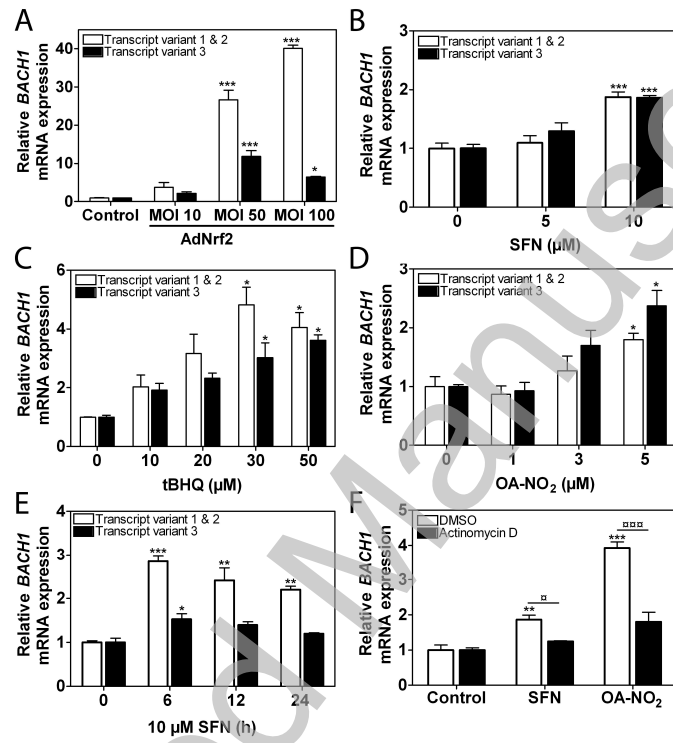 A
Relative BACH1
mRNA expression
Transcript variant 1 & 2
Transcript variant 3
40
30
20
10
0
***
***
***
*
Control
MOI 10
MOI 50
MOI 100
AdNrf2
B
Relative BACH1
mRNA expression
Transcript variant 1 & 2
Transcript variant 3
3
2
1
0
***
***
0
5
10
SFN (µM)
C
Relative BACH1
mRNA expression
Transcript variant 1 & 2
Transcript variant 3
6
4
2
0
*
*
*
*
0
10
20
30
50
tBHQ (µM)
D
Relative BACH1
mRNA expression
Transcript variant 1 & 2
Transcript variant 3
3
2
1
0
*
*
0
1
3
5
OA-NO₂ (µM)
E
Relative BACH1
mRNA expression
Transcript variant 1 & 2
Transcript variant 3
4
3
2
1
0
***
*
**
**
0
6
12
24
10 µM SFN (h)
F
Relative BACH1
mRNA expression
DMSO
Actinomycin D
5
4
3
2
1
0
¤
**
¤¤¤
***
Control
SFN
OA-NO₂